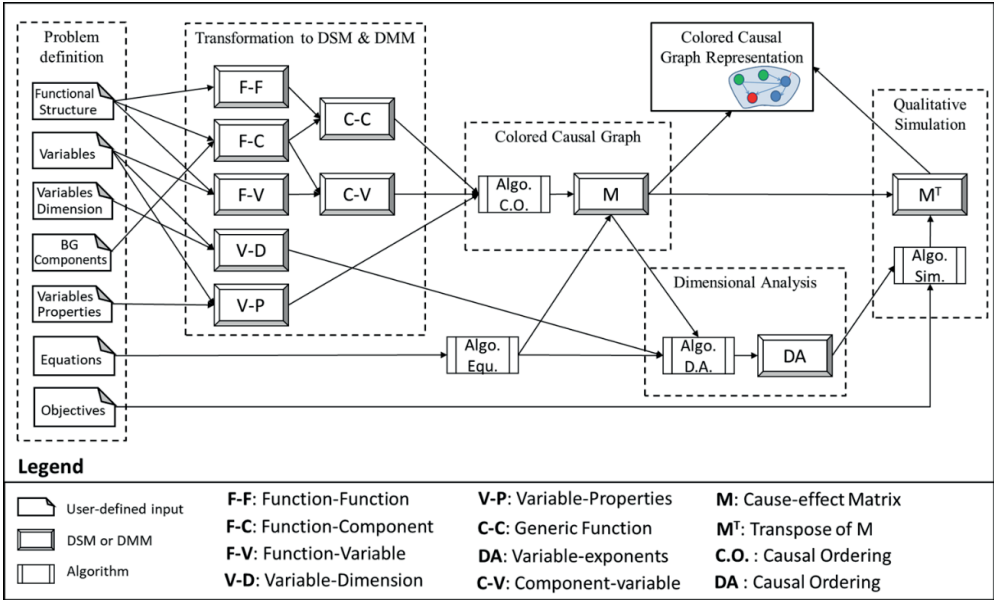 Problem
definition
Functional
Structure
Variables
Variables
Dimension
BG
Components
Variables
Properties
Equations
Objectives
Transformation to DSM & DMM
F-F
F-C
F-V
V-D
V-P
C-C
C-V
Colored Causal Graph
Algo.
C.O.
M
Algo.
Equ.
Colored Causal
Graph Representation
Dimensional Analysis
Algo.
D.A.
DA
Qualitative
Simulation
Mᵀ
Algo.
Sim.
Legend
User-defined input
DSM or DMM
Algorithm
F-F: Function-Function
F-C: Function-Component
F-V: Function-Variable
V-D: Variable-Dimension
V-P: Variable-Properties
C-C: Generic Function
DA: Variable-exponents
C-V: Component-variable
M: Cause-effect Matrix
Mᵀ: Transpose of M
C.O. : Causal Ordering
DA : Causal Ordering